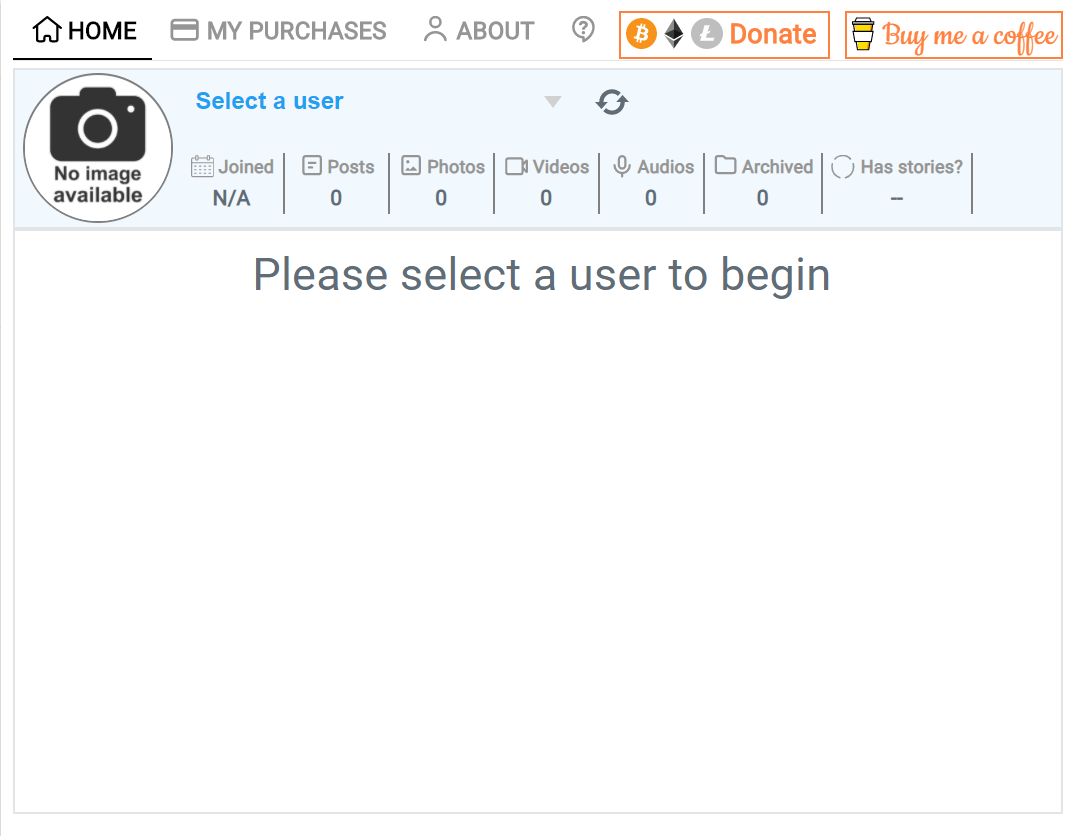 HOME MY PURCHASES ABOUT Donate Buy me a coffee
Select a user
No image
available
Joined Posts Photos Videos Audios Archived Has stories?
N/A 0 0 0 0 0 --
Please select a user to begin